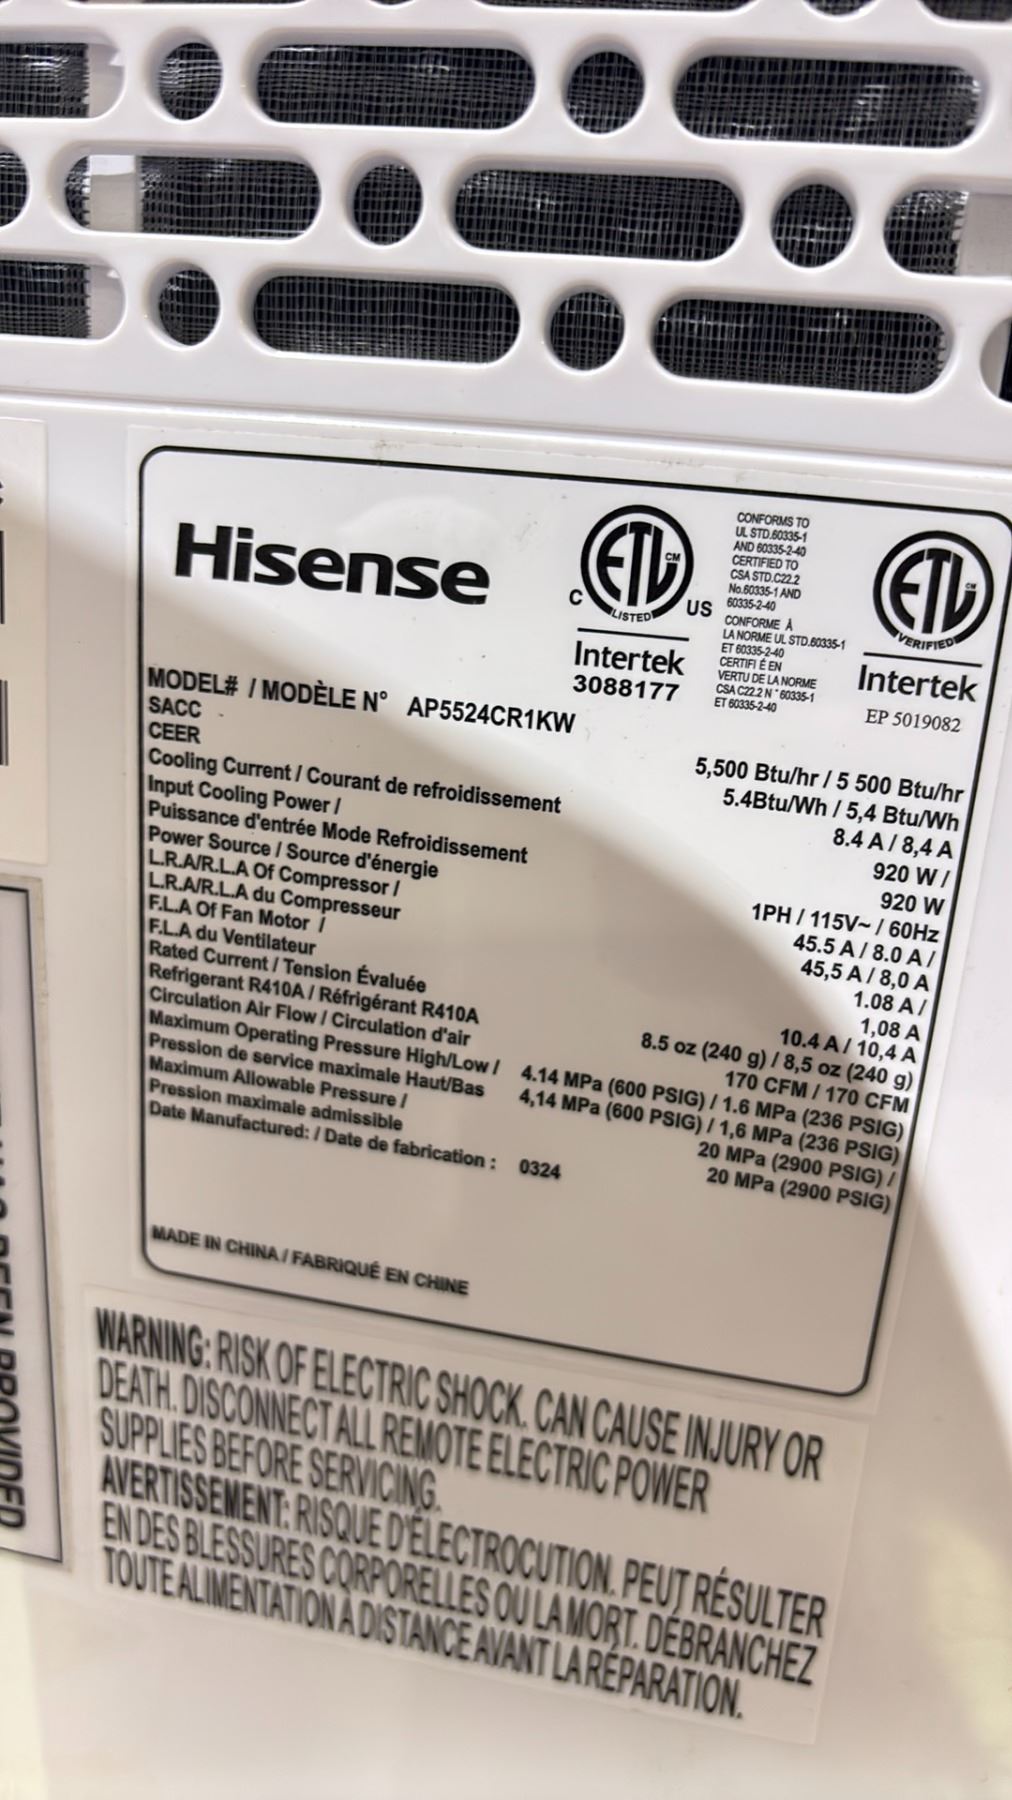 Hisense
C
ETL
CM
LISTED
US
Intertek
3088177
CONFORMS TO
UL STD.60335-1
AND 60335-2-40
CERTIFIED TO
CSA STD.C22.2
No.60335-1 AND
60335-2-40
CONFORME À
LA NORME UL STD.60335-1
ET 60335-2-40
CERTIFI É EN
VERTU DE LA NORME
CSA C22.2 N ° 60335-1
ET 60335-2-40
ETL
CM
VERIFIED
Intertek
EP 5019082
MODEL# / MODÈLE N° AP5524CR1KW
SACC 5,500 Btu/hr / 5 500 Btu/hr
CEER 5.4Btu/Wh / 5,4 Btu/Wh
Cooling Current / Courant de refroidissement 8.4 A / 8,4 A
Input Cooling Power / 920 W /
Puissance d'entrée Mode Refroidissement 920 W
Power Source / Source d'énergie 1PH / 115V~ / 60Hz
L.R.A/R.L.A Of Compressor / 45.5 A / 8.0 A /
L.R.A/R.L.A du Compresseur 45,5 A / 8,0 A
F.L.A Of Fan Motor / 1.08 A /
F.L.A du Ventilateur 1,08 A
Rated Current / Tension Évaluée 10.4 A / 10,4 A
Refrigerant R410A / Réfrigérant R410A 8.5 oz (240 g) / 8,5 oz (240 g)
Circulation Air Flow / Circulation d'air 170 CFM / 170 CFM
Maximum Operating Pressure High/Low / 4.14 MPa (600 PSIG) / 1.6 MPa (236 PSIG)
Pression de service maximale Haut/Bas 4,14 MPa (600 PSIG) / 1,6 MPa (236 PSIG)
Maximum Allowable Pressure / 20 MPa (2900 PSIG) /
Pression maximale admissible 20 MPa (2900 PSIG)
Date Manufactured: / Date de fabrication : 0324
MADE IN CHINA / FABRIQUÉ EN CHINE
WARNING: RISK OF ELECTRIC SHOCK. CAN CAUSE INJURY OR
DEATH. DISCONNECT ALL REMOTE ELECTRIC POWER
SUPPLIES BEFORE SERVICING.
AVERTISSEMENT: RISQUE D'ÉLECTROCUTION. PEUT RÉSULTER
EN DES BLESSURES CORPORELLES OU LA MORT. DÉBRANCHEZ
TOUTE ALIMENTATION À DISTANCE AVANT LA RÉPARATION.
BEEN PROVIDED